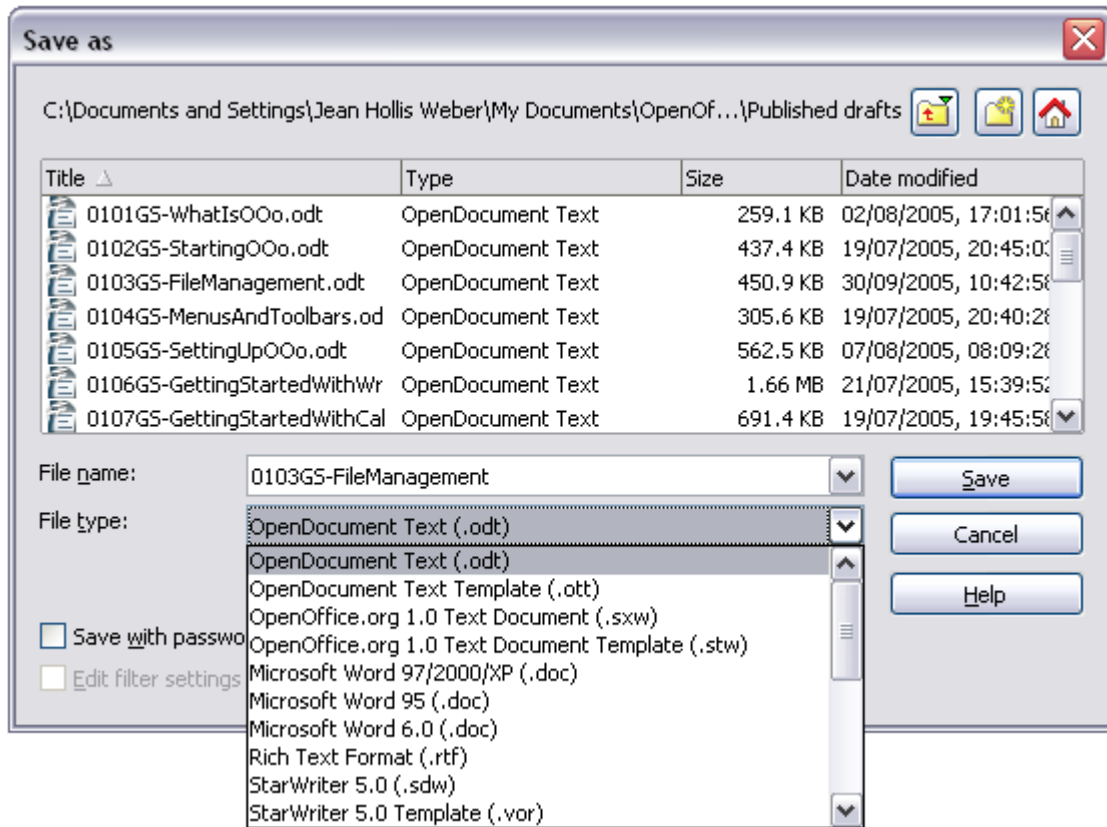 Save as
C:\Documents and Settings\Jean Hollis Weber\My Documents\OpenOf...\Published drafts
Title Type Size Date modified
0101GS-WhatIsOOo.odt OpenDocument Text 259.1 KB 02/08/2005, 17:01:56
0102GS-StartingOOo.odt OpenDocument Text 437.4 KB 19/07/2005, 20:45:03
0103GS-FileManagement.odt OpenDocument Text 450.9 KB 30/09/2005, 10:42:58
0104GS-MenusAndToolbars.od OpenDocument Text 305.6 KB 19/07/2005, 20:40:28
0105GS-SettingUpOOo.odt OpenDocument Text 562.5 KB 07/08/2005, 08:09:28
0106GS-GettingStartedWithWr OpenDocument Text 1.66 MB 21/07/2005, 15:39:52
0107GS-GettingStartedWithCal OpenDocument Text 691.4 KB 19/07/2005, 19:45:58
File name: 0103GS-FileManagement Save
File type: OpenDocument Text (.odt) Cancel
OpenDocument Text (.odt)
OpenDocument Text Template (.ott) Help
OpenOffice.org 1.0 Text Document (.sxw)
Save with passwo OpenOffice.org 1.0 Text Document Template (.stw)
Edit filter settings Microsoft Word 97/2000/XP (.doc)
Microsoft Word 95 (.doc)
Microsoft Word 6.0 (.doc)
Rich Text Format (.rtf)
StarWriter 5.0 (.sdw)
StarWriter 5.0 Template (.vor)